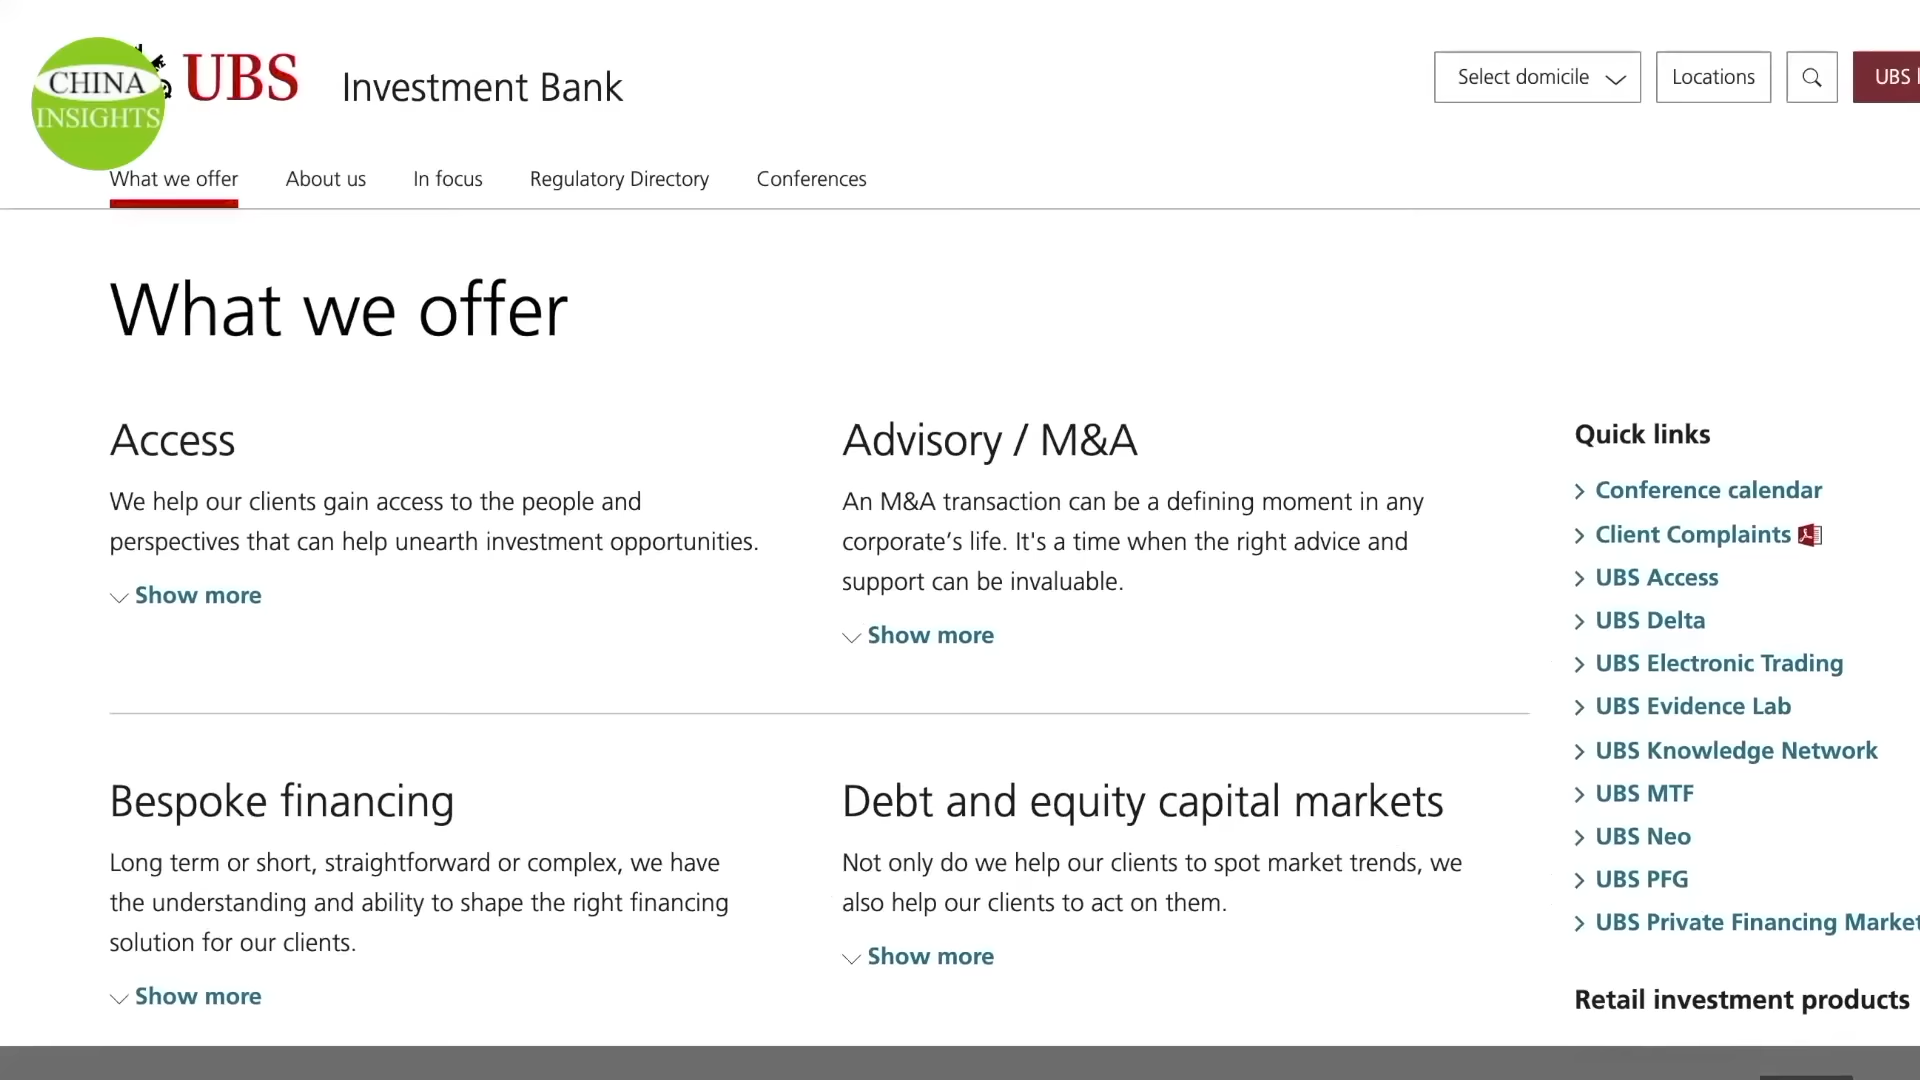 CHINA
INSIGHTS
UBS
Investment Bank
Select domicile
Locations
UBS
What we offer
About us
In focus
Regulatory Directory
Conferences
What we offer
Access
We help our clients gain access to the people and
perspectives that can help unearth investment opportunities.
Show more
Advisory / M&A
An M&A transaction can be a defining moment in any
corporate’s life. It's a time when the right advice and
support can be invaluable.
Show more
Bespoke financing
Long term or short, straightforward or complex, we have
the understanding and ability to shape the right financing
solution for our clients.
Show more
Debt and equity capital markets
Not only do we help our clients to spot market trends, we
also help our clients to act on them.
Show more
Quick links
Conference calendar
Client Complaints
UBS Access
UBS Delta
UBS Electronic Trading
UBS Evidence Lab
UBS Knowledge Network
UBS MTF
UBS Neo
UBS PFG
UBS Private Financing Market
Retail investment products